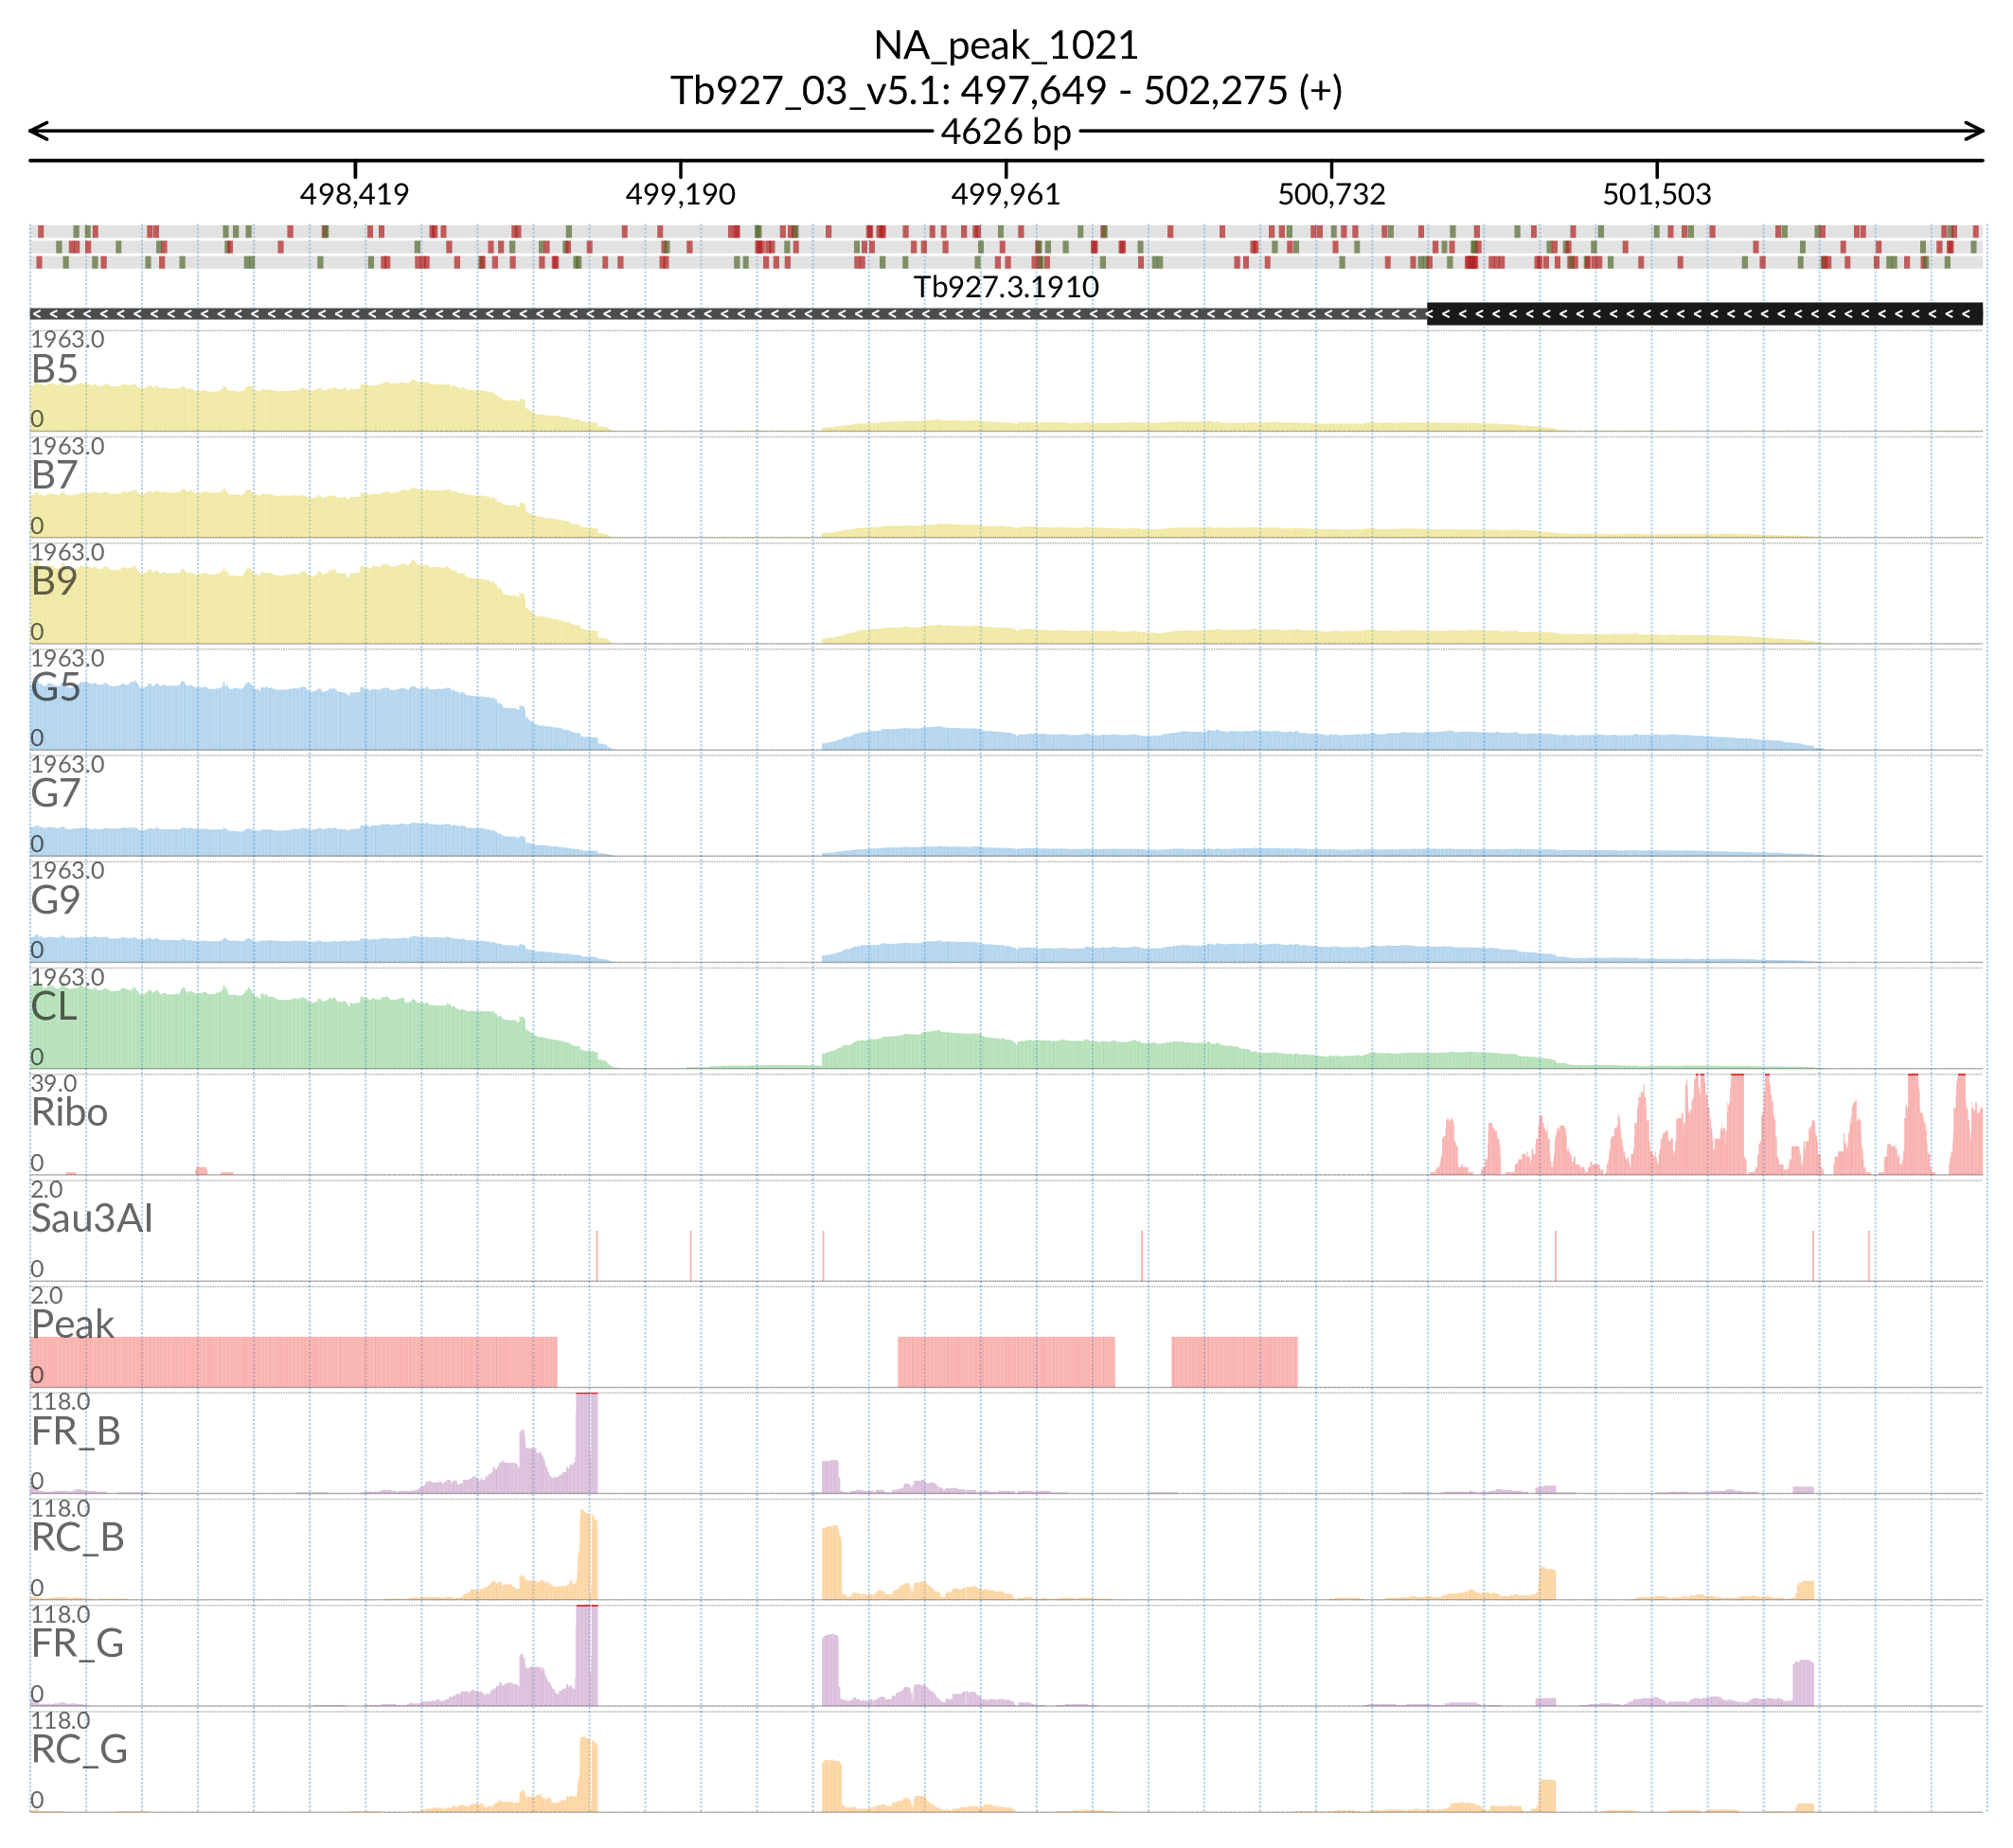 NA_peak_1021
Tb927_03_v5.1: 497,649 - 502,275 (+)
4626 bp
498,419 499,190 499,961 500,732 501,503
Tb927.3.1910
1963.0
B5
0
1963.0
B7
0
1963.0
B9
0
1963.0
G5
0
1963.0
G7
0
1963.0
G9
0
1963.0
CL
0
39.0
Ribo
0
2.0
Sau3AI
0
2.0
Peak
0
118.0
FR_B
0
118.0
RC_B
0
118.0
FR_G
0
118.0
RC_G
0